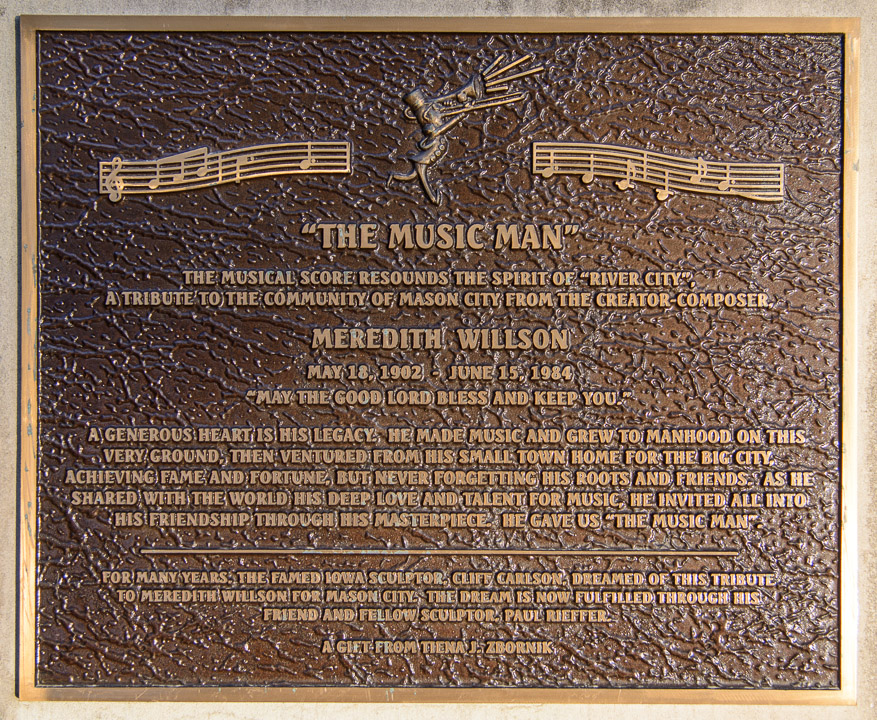 "THE MUSIC MAN"
THE MUSICAL SCORE RESOUNDS THE SPIRIT OF "RIVER CITY",
A TRIBUTE TO THE COMMUNITY OF MASON CITY FROM THE CREATOR-COMPOSER,
MEREDITH WILLSON
MAY 18, 1902 - JUNE 15, 1984
"MAY THE GOOD LORD BLESS AND KEEP YOU."
A GENEROUS HEART IS HIS LEGACY. HE MADE MUSIC AND GREW TO MANHOOD ON THIS
VERY GROUND, THEN VENTURED FROM HIS SMALL TOWN HOME FOR THE BIG CITY,
ACHIEVING FAME AND FORTUNE, BUT NEVER FORGETTING HIS ROOTS AND FRIENDS. AS HE
SHARED WITH THE WORLD HIS DEEP LOVE AND TALENT FOR MUSIC, HE INVITED ALL INTO
HIS FRIENDSHIP THROUGH HIS MASTERPIECE. HE GAVE US "THE MUSIC MAN".
FOR MANY YEARS, THE FAMED IOWA SCULPTOR, CLIFF CARLSON, DREAMED OF THIS TRIBUTE
TO MEREDITH WILLSON FOR MASON CITY. THE DREAM IS NOW FULFILLED THROUGH HIS
FRIEND AND FELLOW SCULPTOR, PAUL RIEFFER.
A GIFT FROM TIENA J. ZBORNIK